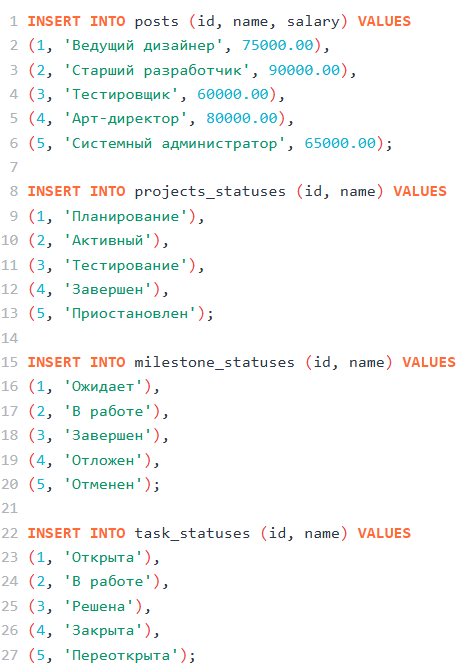 1 INSERT INTO posts (id, name, salary) VALUES
2 (1, 'Ведущий дизайнер', 75000.00),
3 (2, 'Старший разработчик', 90000.00),
4 (3, 'Тестировщик', 60000.00),
5 (4, 'Арт-директор', 80000.00),
6 (5, 'Системный администратор', 65000.00);
7
8 INSERT INTO projects_statuses (id, name) VALUES
9 (1, 'Планирование'),
10 (2, 'Активный'),
11 (3, 'Тестирование'),
12 (4, 'Завершен'),
13 (5, 'Приостановлен');
14
15 INSERT INTO milestone_statuses (id, name) VALUES
16 (1, 'Ожидает'),
17 (2, 'В работе'),
18 (3, 'Завершен'),
19 (4, 'Отложен'),
20 (5, 'Отменен');
21
22 INSERT INTO task_statuses (id, name) VALUES
23 (1, 'Открыта'),
24 (2, 'В работе'),
25 (3, 'Решена'),
26 (4, 'Закрыта'),
27 (5, 'Переоткрыта');